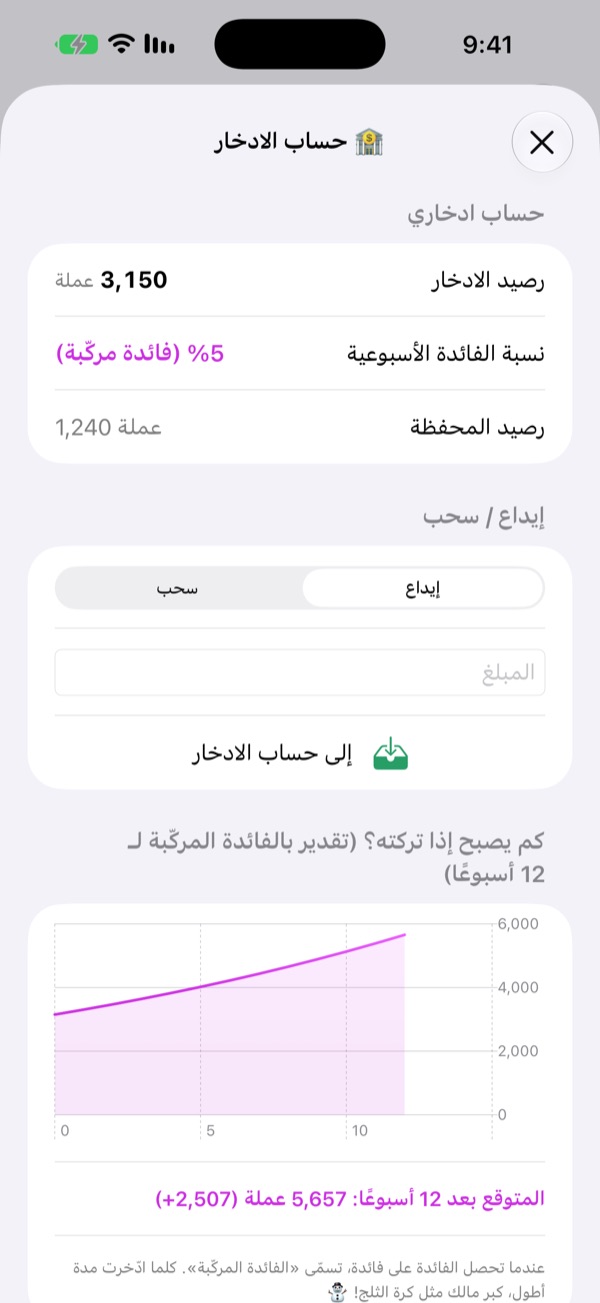 9:41
حساب الادخار
حساب ادخاري
رصيد الادخار
3,150 عملة
نسبة الفائدة الأسبوعية
5% (فائدة مركّبة)
رصيد المحفظة
1,240 عملة
إيداع / سحب
إيداع
سحب
المبلغ
إلى حساب الادخار
كم يصبح إذا تركته؟ (تقدير بالفائدة المركّبة لـ
12 أسبوعًا)
6,000
4,000
2,000
0
0 5 10
المتوقع بعد 12 أسبوعًا: 5,657 عملة (+2,507)
عندما تحصل الفائدة على فائدة، تسمّى «الفائدة المركّبة». كلما ادّخرت مدة
أطول، كبر مالك مثل كرة الثلج! ⛄